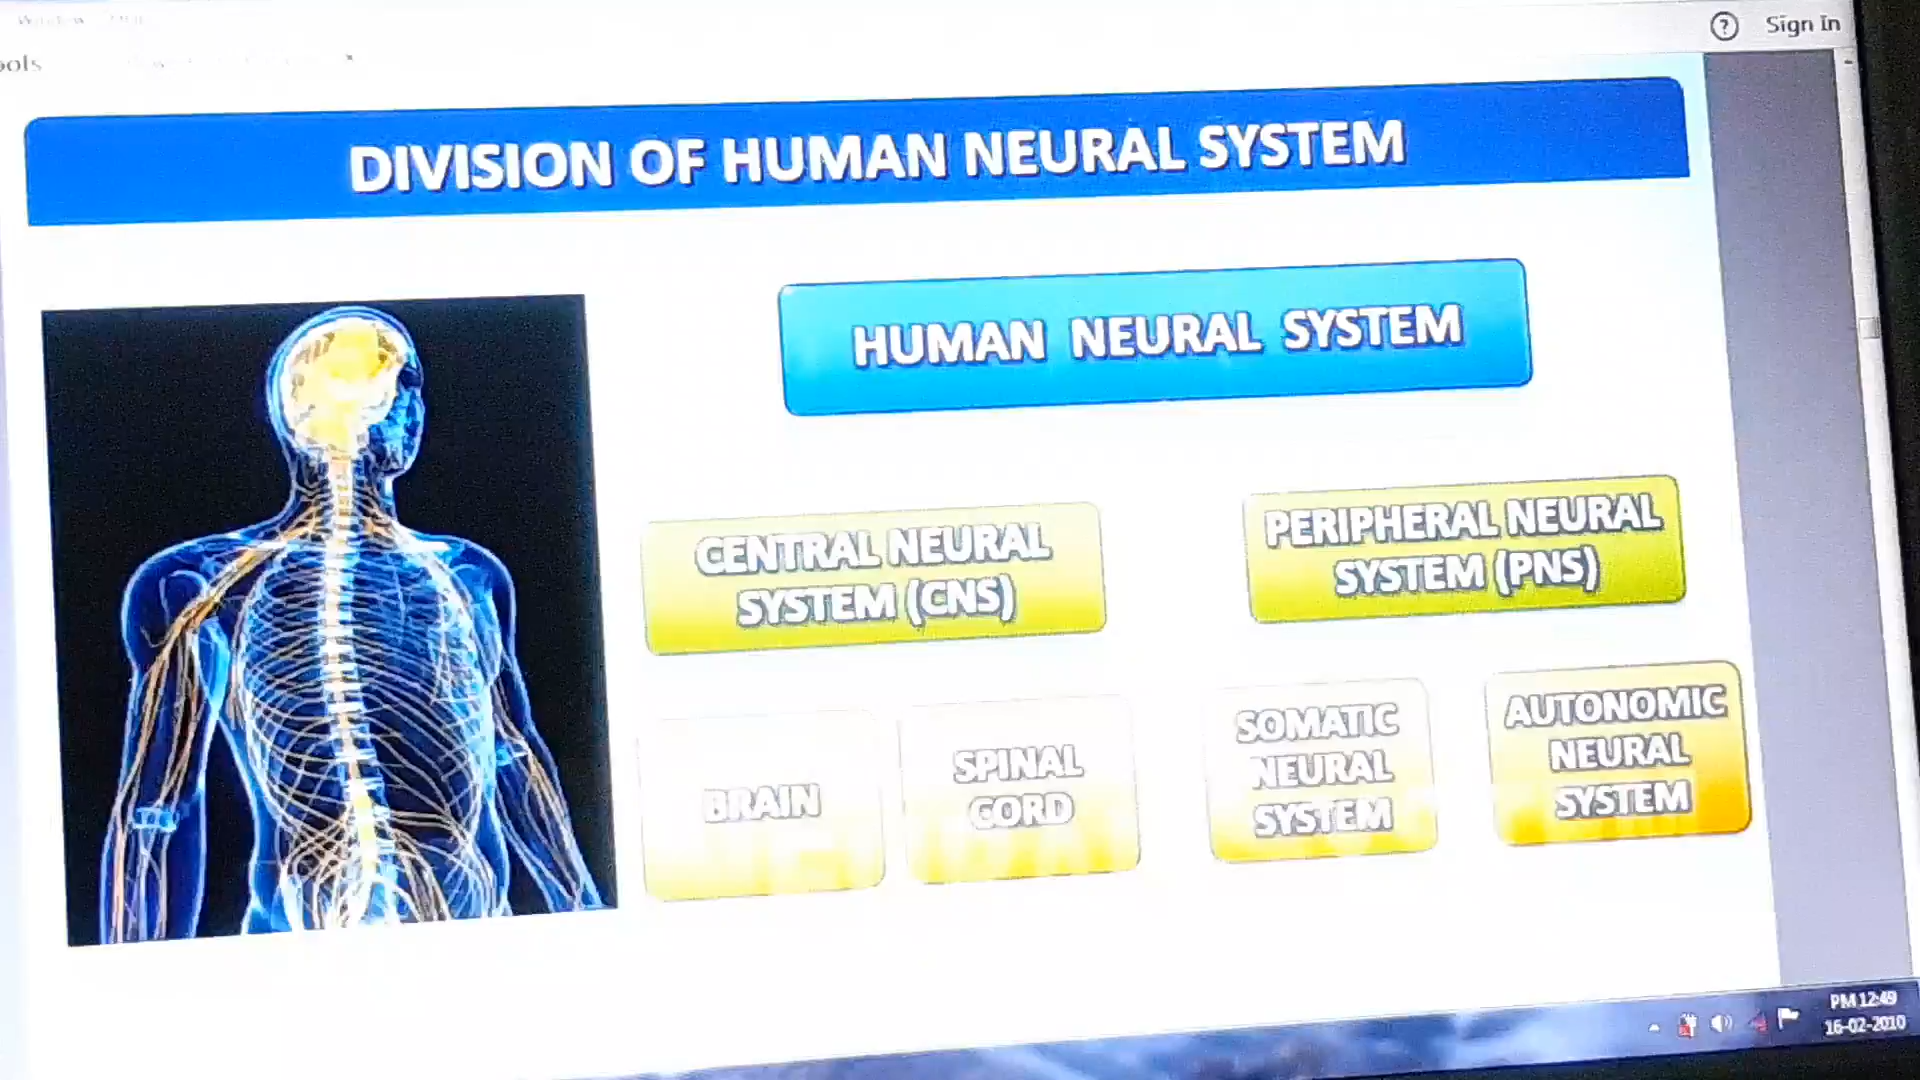 Sign In
ools
DIVISION OF HUMAN NEURAL SYSTEM
HUMAN NEURAL SYSTEM
CENTRAL NEURAL
SYSTEM (CNS)
PERIPHERAL NEURAL
SYSTEM (PNS)
BRAIN
SPINAL
CORD
SOMATIC
NEURAL
SYSTEM
AUTONOMIC
NEURAL
SYSTEM
PM 12:49
16-02-2010